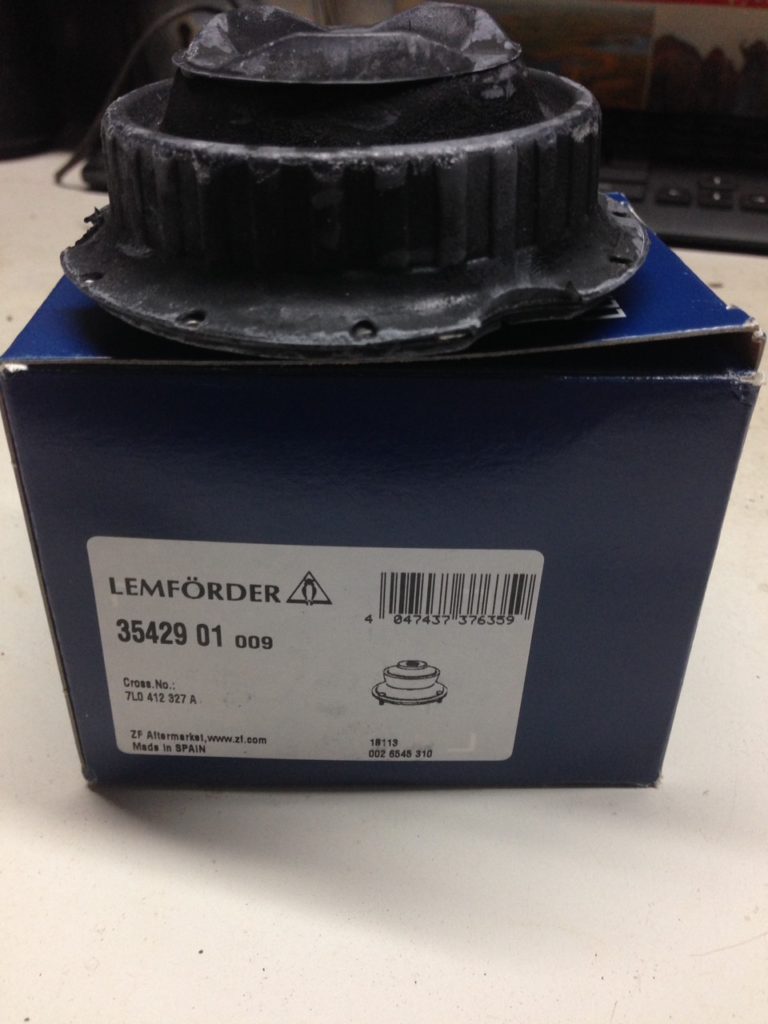 LEMFÖRDER
4 047437 376359
35429 01 009
Cross.No.:
7L0 412 327 A
ZF Aftermarket,www.zf.com
Made in SPAIN
18113
002 6545 310